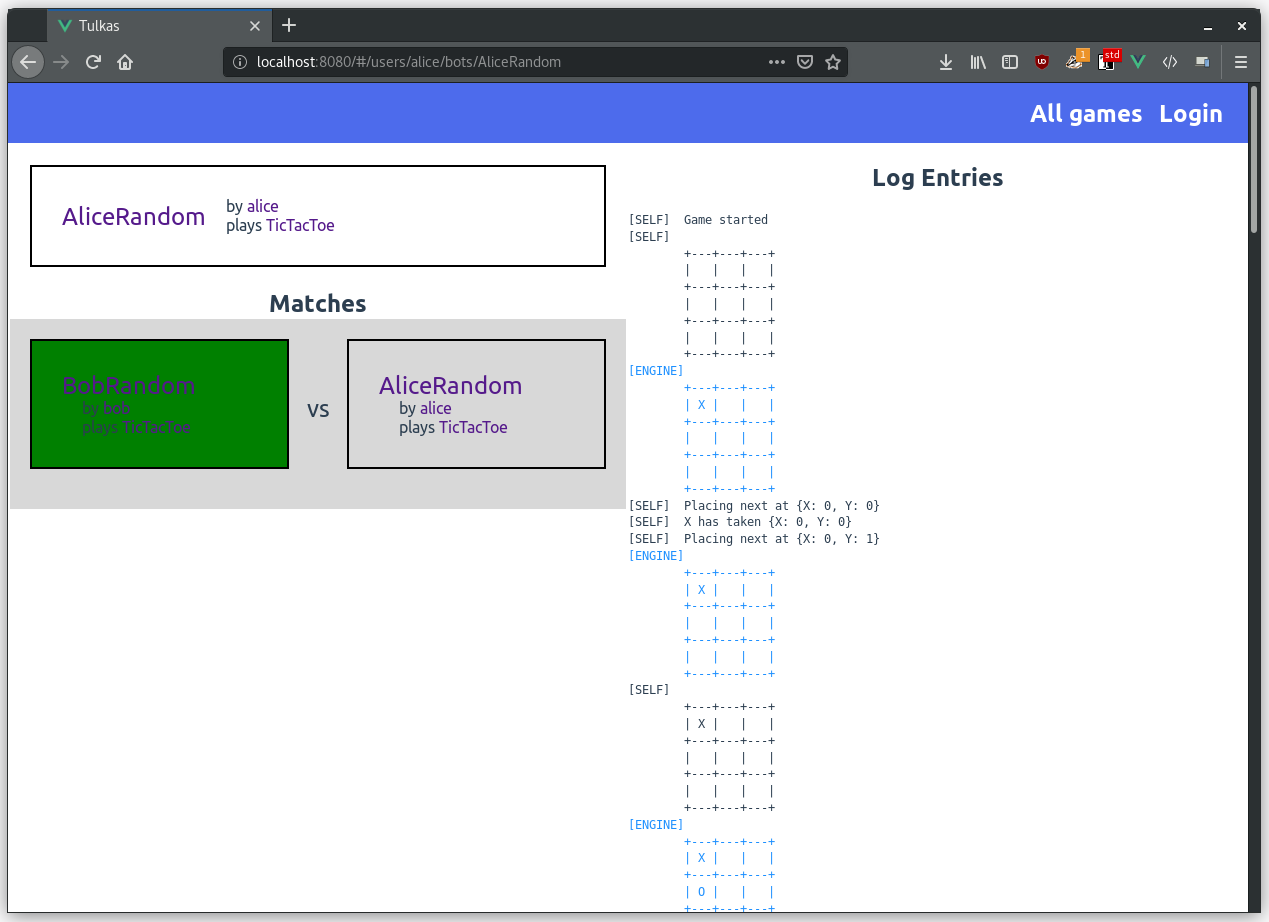 Tulkas
localhost:8080/#/users/alice/bots/AliceRandom
1
std
All games Login
AliceRandom
by alice
plays TicTacToe
Matches
BobRandom
by bob
plays TicTacToe
vs
AliceRandom
by alice
plays TicTacToe
Log Entries
[SELF]  Game started
[SELF]
        +---+---+---+
        |   |   |   |
        +---+---+---+
        |   |   |   |
        +---+---+---+
        |   |   |   |
        +---+---+---+
[ENGINE]
        +---+---+---+
        | X |   |   |
        +---+---+---+
        |   |   |   |
        +---+---+---+
        |   |   |   |
        +---+---+---+
[SELF]  Placing next at {X: 0, Y: 0}
[SELF]  X has taken {X: 0, Y: 0}
[SELF]  Placing next at {X: 0, Y: 1}
[ENGINE]
        +---+---+---+
        | X |   |   |
        +---+---+---+
        |   |   |   |
        +---+---+---+
        |   |   |   |
        +---+---+---+
[SELF]
        +---+---+---+
        | X |   |   |
        +---+---+---+
        |   |   |   |
        +---+---+---+
        |   |   |   |
        +---+---+---+
[ENGINE]
        +---+---+---+
        | X |   |   |
        +---+---+---+
        | O |   |   |
        +---+---+---+